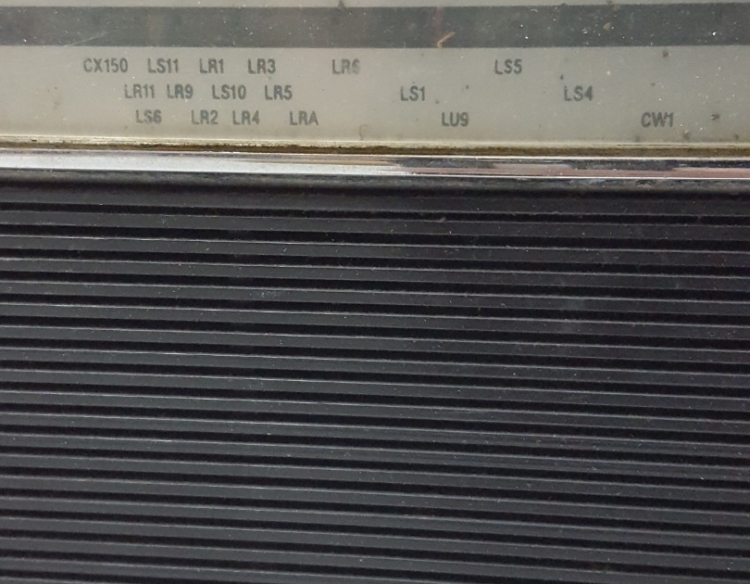 CX150 LS11 LR1 LR3 LR6 LS5
LR11 LR9 LS10 LR5 LS1 LS4
LS6 LR2 LR4 LRA LU9 CW1